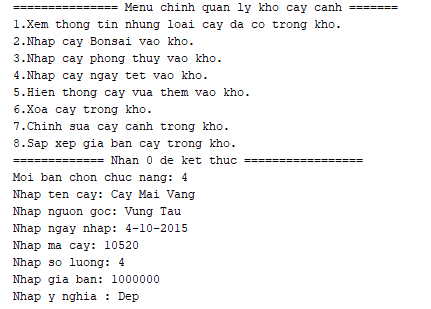 =============== Menu chinh quan ly kho cay canh =======
1.Xem thong tin nhung loai cay da co trong kho.
2.Nhap cay Bonsai vao kho.
3.Nhap cay phong thuy vao kho.
4.Nhap cay ngay tet vao kho.
5.Hien thong cay vua them vao kho.
6.Xoa cay trong kho.
7.Chinh sua cay canh trong kho.
8.Sap xep gia ban cay trong kho.
============= Nhan 0 de ket thuc =================
Moi ban chon chuc nang: 4
Nhap ten cay: Cay Mai Vang
Nhap nguon goc: Vung Tau
Nhap ngay nhap: 4-10-2015
Nhap ma cay: 10520
Nhap so luong: 4
Nhap gia ban: 1000000
Nhap y nghia : Dep